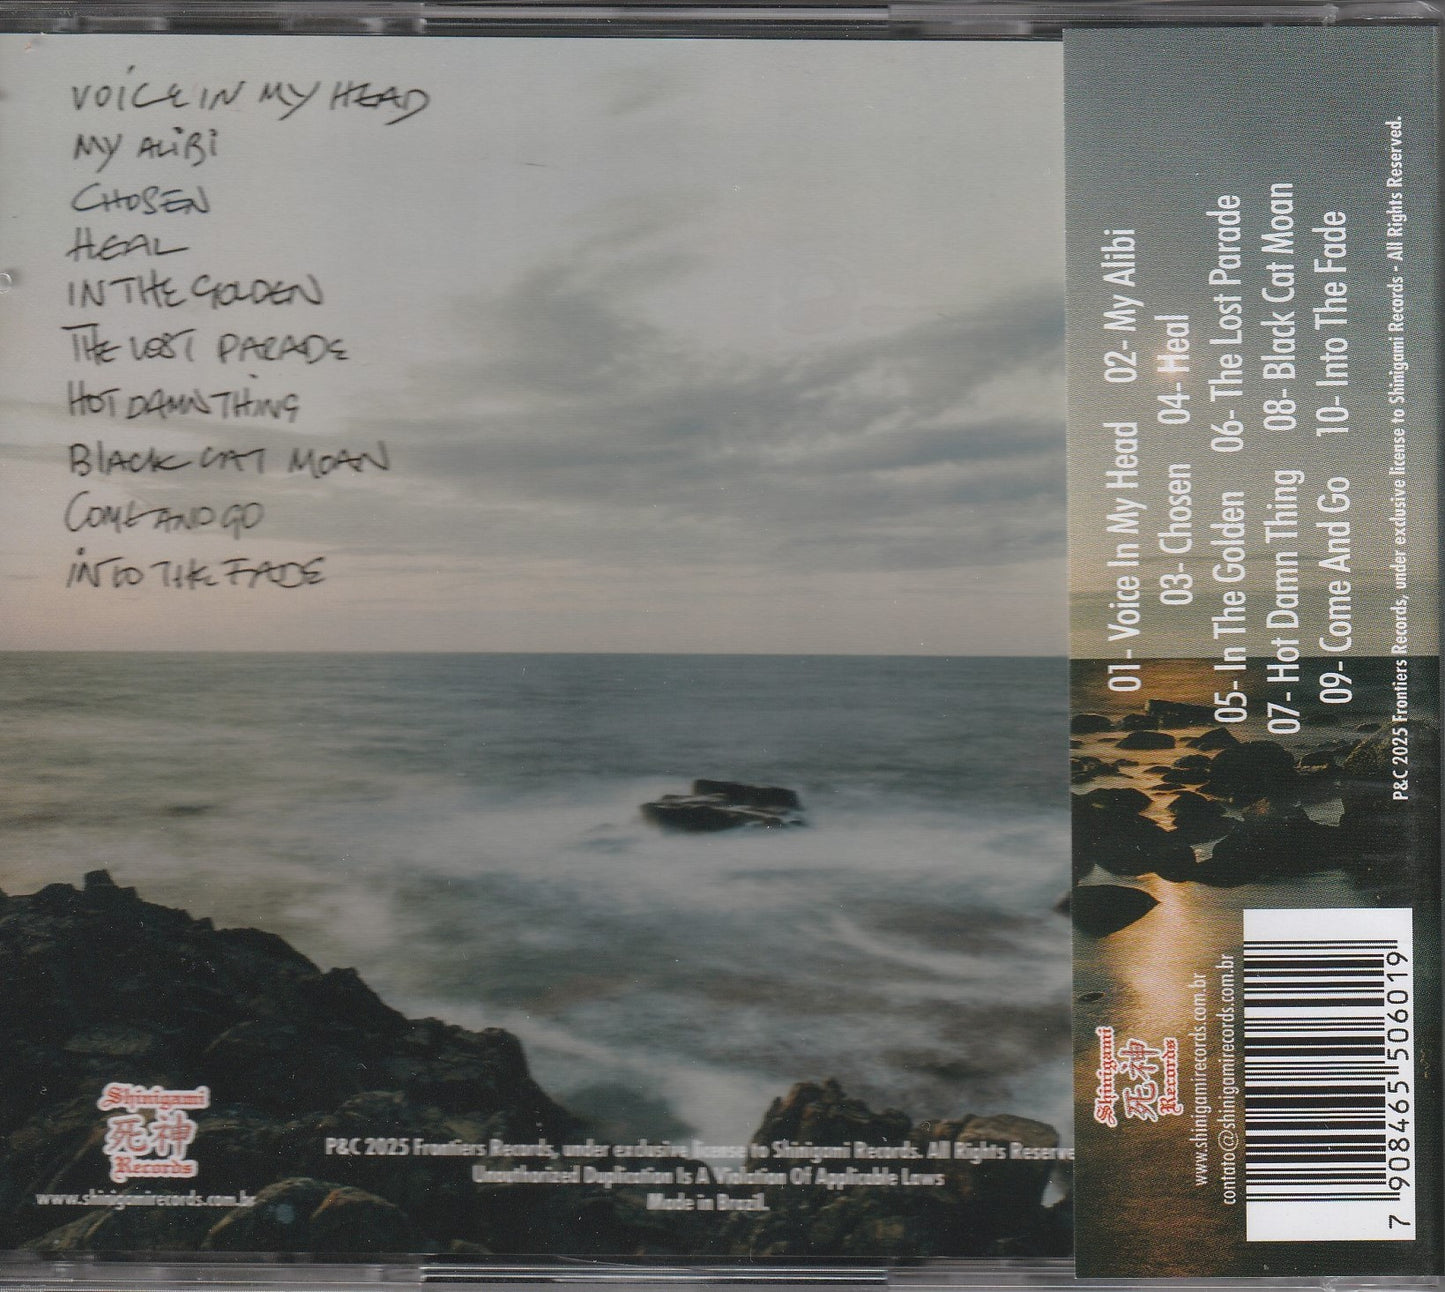 VOICE IN MY HEAD
MY ALIBI
CHOSEN
HEAL
IN THE GOLDEN
THE LOST PARADE
HOT DAMN THING
BLACK CAT MOAN
COME AND GO
INTO THE FADE
Shinigami
死神
Records
www.shinigamirecords.com.br
P&C 2025 Frontiers Records, under exclusive license to Shinigami Records. All Rights Reserve
Unauthorized Duplication Is A Violation Of Applicable Laws
Made in Brazil.
01- Voice In My Head 02- My Alibi
03- Chosen 04- Heal
05- In The Golden 06- The Lost Parade
07- Hot Damn Thing 08- Black Cat Moan
09- Come And Go 10- Into The Fade
P&C 2025 Frontiers Records, under exclusive license to Shinigami Records - All Rights Reserved.
Shinigami
死神
Records
www.shinigamirecords.com.br
contato@shinigamirecords.com.br
7 908465 506019